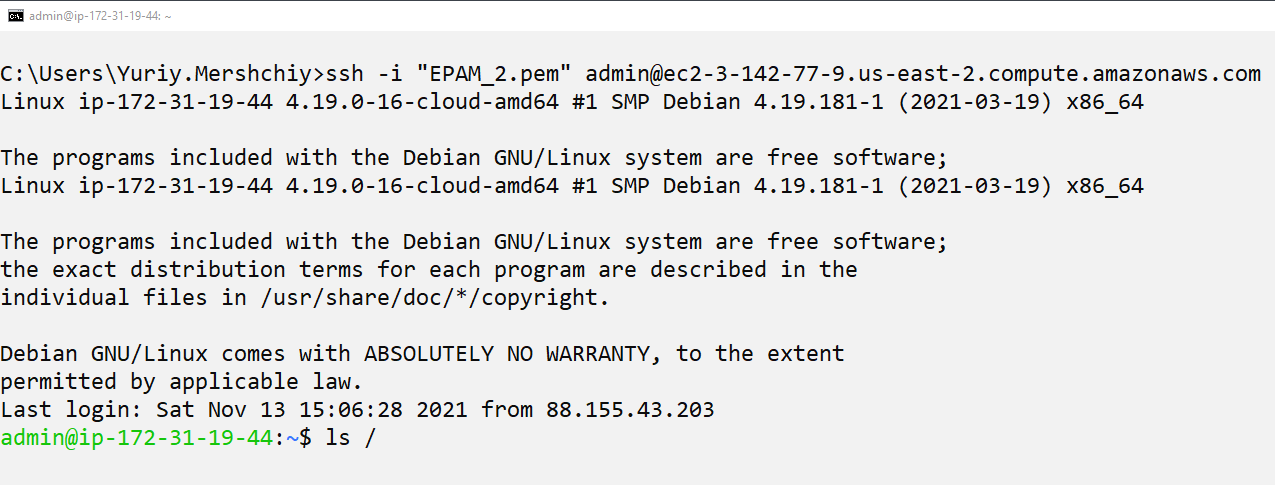 admin@ip-172-31-19-44: ~
C:\Users\Yuriy.Mershchiy>ssh -i "EPAM_2.pem" admin@ec2-3-142-77-9.us-east-2.compute.amazonaws.com
Linux ip-172-31-19-44 4.19.0-16-cloud-amd64 #1 SMP Debian 4.19.181-1 (2021-03-19) x86_64
The programs included with the Debian GNU/Linux system are free software;
Linux ip-172-31-19-44 4.19.0-16-cloud-amd64 #1 SMP Debian 4.19.181-1 (2021-03-19) x86_64
The programs included with the Debian GNU/Linux system are free software;
the exact distribution terms for each program are described in the
individual files in /usr/share/doc/*/copyright.
Debian GNU/Linux comes with ABSOLUTELY NO WARRANTY, to the extent
permitted by applicable law.
Last login: Sat Nov 13 15:06:28 2021 from 88.155.43.203
admin@ip-172-31-19-44:~$ ls /